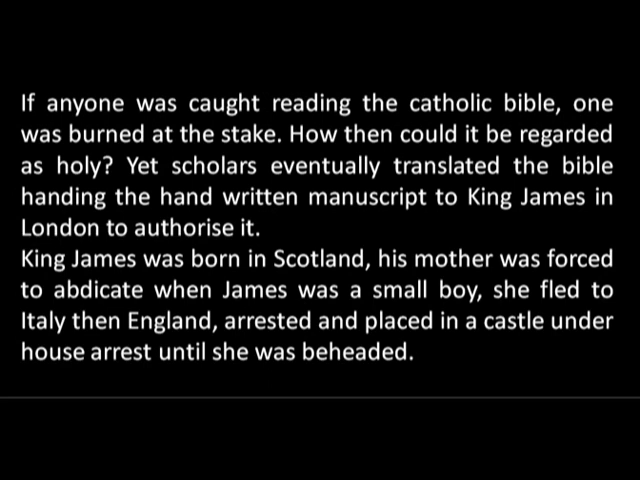 If anyone was caught reading the catholic bible, one
was burned at the stake. How then could it be regarded
as holy? Yet scholars eventually translated the bible
handing the hand written manuscript to King James in
London to authorise it.
King James was born in Scotland, his mother was forced
to abdicate when James was a small boy, she fled to
Italy then England, arrested and placed in a castle under
house arrest until she was beheaded.